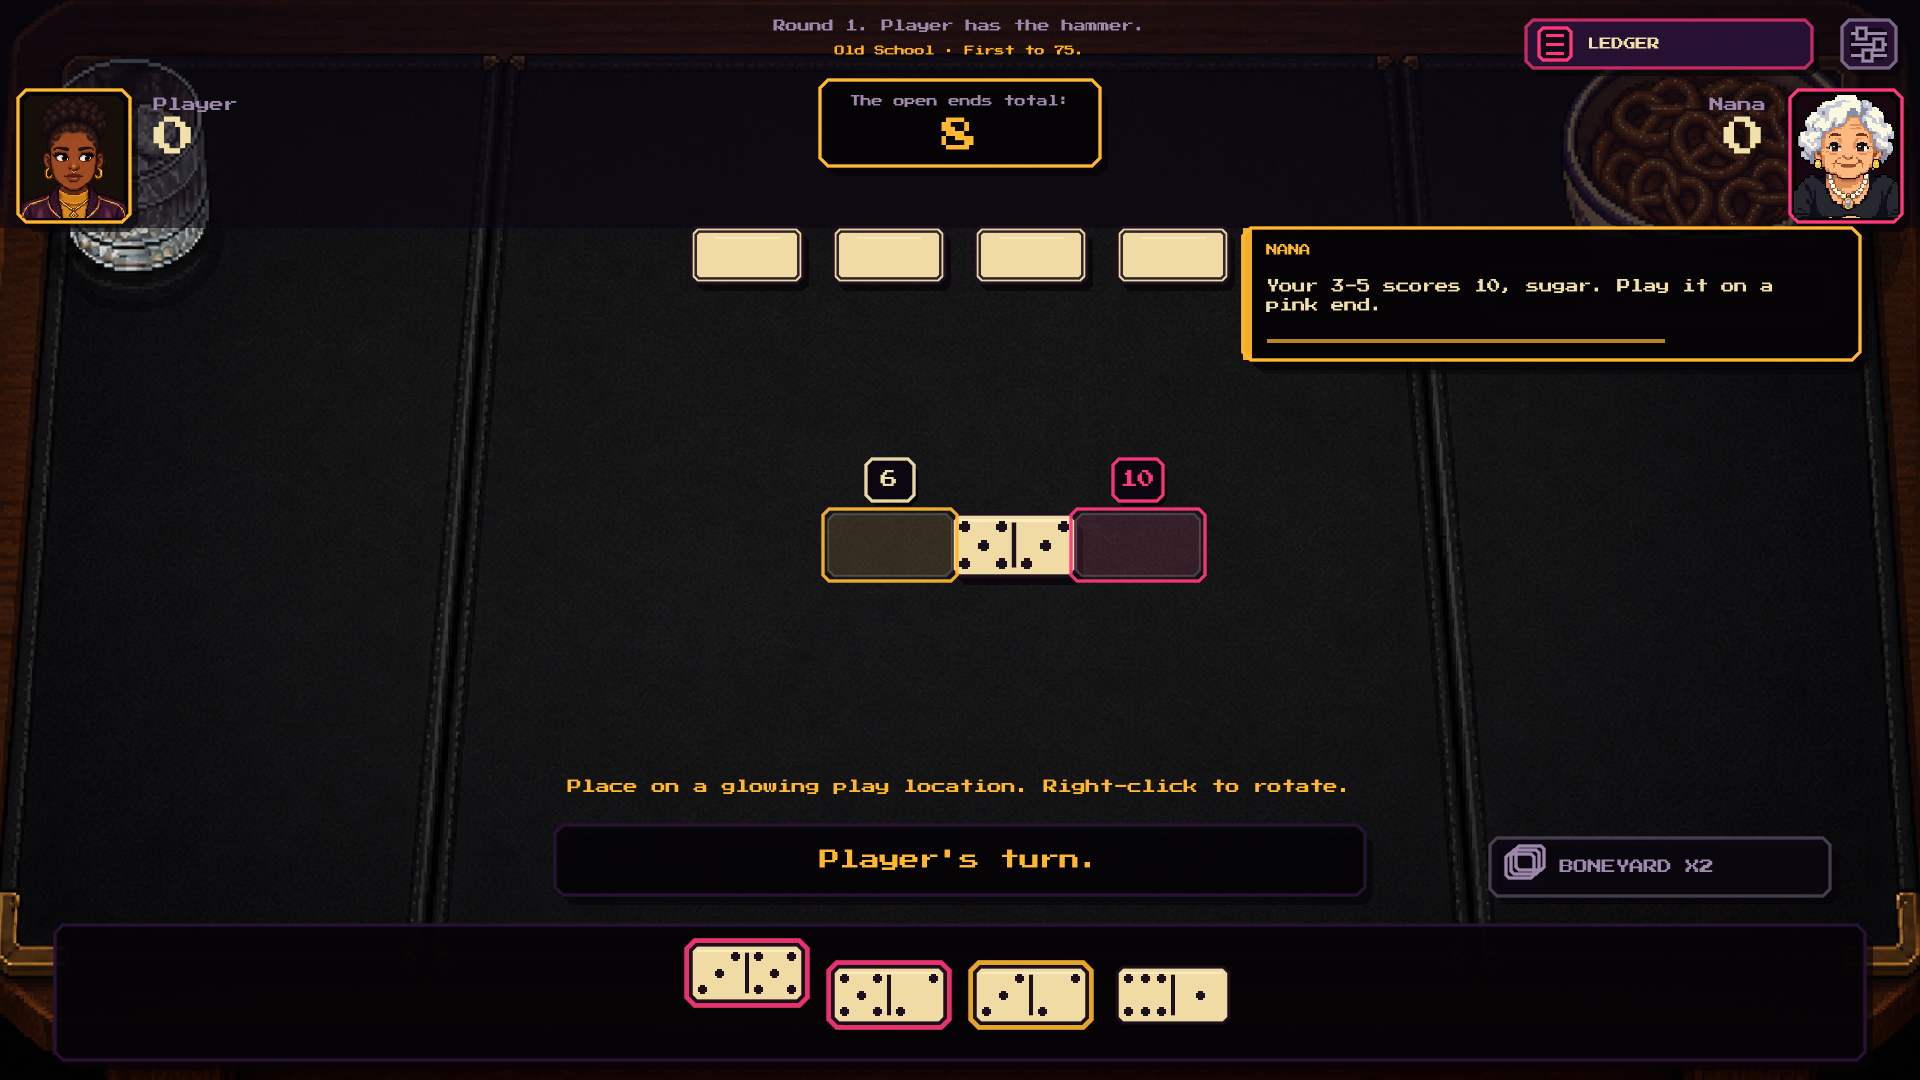 Round 1. Player has the hammer.
Old School · First to 75.
LEDGER
Player
0
The open ends total:
8
Nana
0
NANA
Your 3-5 scores 10, sugar. Play it on a
pink end.
6
10
Place on a glowing play location. Right-click to rotate.
Player's turn.
BONEYARD X2